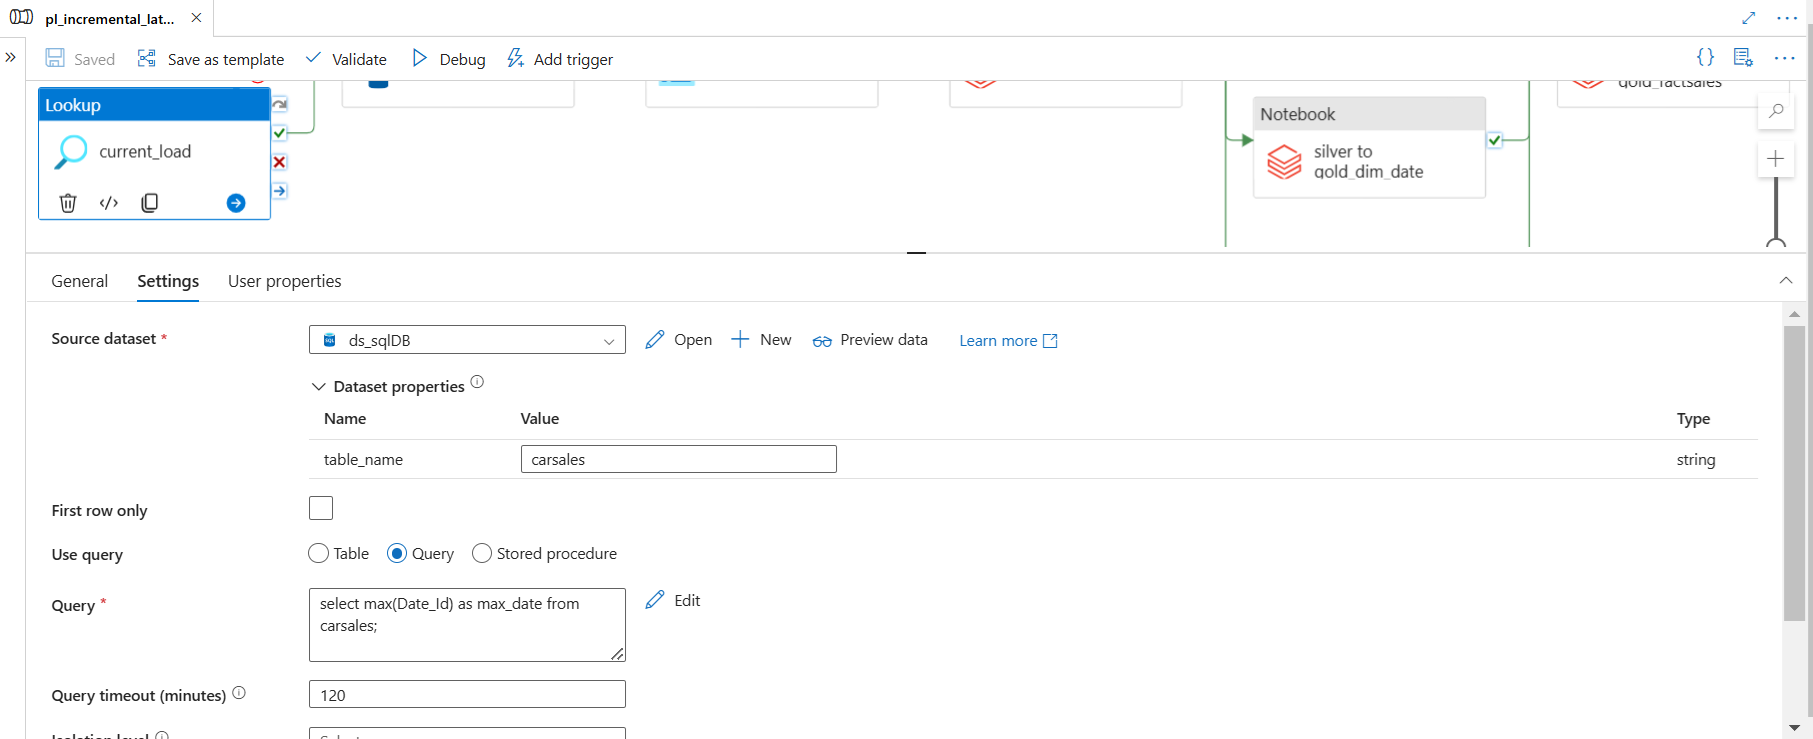 pl_incremental_lat...
Saved
Save as template
Validate
Debug
Add trigger
Lookup
current_load
Notebook
silver to
gold_dim_date
gold_factsales
General
Settings
User properties
Source dataset *
ds_sqlDB
Open
New
Preview data
Learn more
Dataset properties
Name
Value
Type
table_name
carsales
string
First row only
Use query
Table
Query
Stored procedure
Query *
select max(Date_Id) as max_date from
carsales;
Edit
Query timeout (minutes)
120
Isolation level